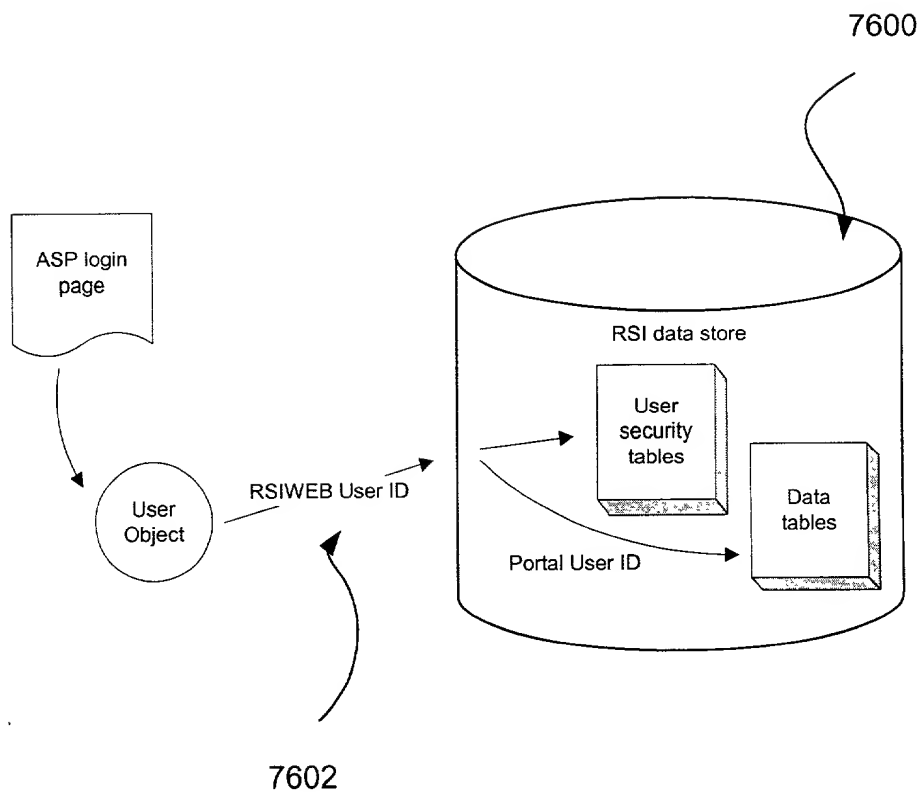 7600
ASP login
page
RSI data store
User
security
tables
RSIWEB User ID
User
Object
Data
tables
Portal User ID
7602